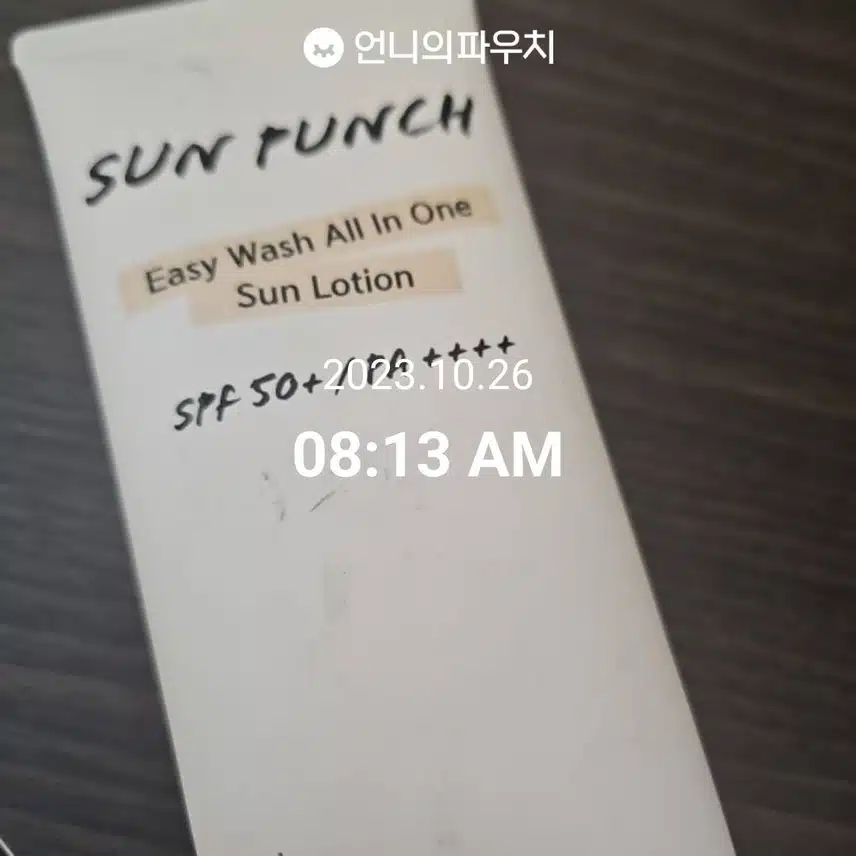 언니의파우치
SUN PUNCH
Easy Wash All In One
Sun Lotion
SPF 50+/PA++++
2023.10.26
08:13 AM